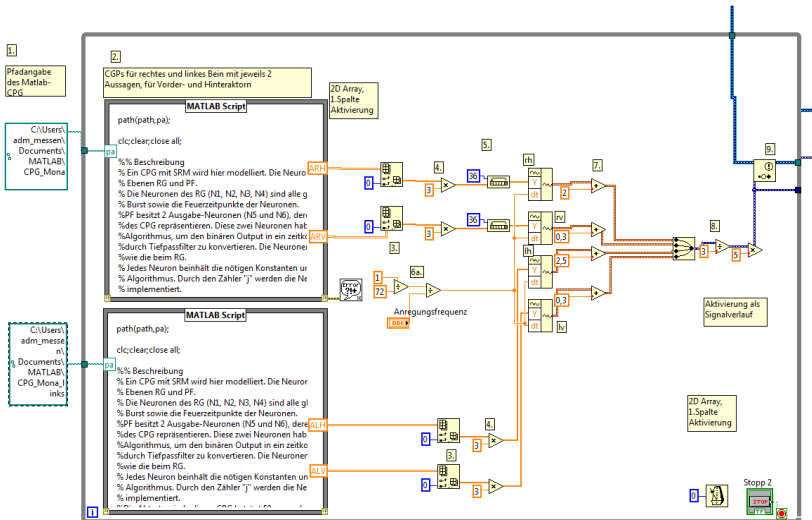 1.
Pfadangabe
des Matlab-
CPG
C:\Users\
adm_messen\
Documents\
MATLAB\
CPG_Mona
2.
CGPs für rechtes und linkes Bein mit jeweils 2
Aussagen, für Vorder- und Hinteraktorn
MATLAB Script
path(path,pa);
clc;clear;close all;
%% Beschreibung
% Ein CPG mit SRM wird hier modelliert. Die Neuro
% Ebenen RG und PF.
% Die Neuronen des RG (N1, N2, N3, N4) sind alle g
% Burst sowie die Feuerzeitpunkte der Neuronen.
%PF besitzt 2 Ausgabe-Neuronen (N5 und N6), dere
%des CPG repräsentieren. Diese zwei Neuronen hab
%Algorithmus, um den binären Output in ein zeitkc
%durch Tiefpassfilter zu konvertieren. Die Neurone
%wie die beim RG.
% Jedes Neuron beinhält die nötigen Konstanten ur
% Algorithmus. Durch den Zähler "j" werden die Ne
% implementiert.
pa
ARH
ARV
2D Array,
1.Spalte
Aktivierung
0
0
3.
4.
3
3
5.
36
36
Error
?!+
1
72
6a.
Anregungsfrequenz
DBL
rh
Y
dt
rv
Y
dt
lh
Y
dt
lv
Y
dt
7.
2
0,3
2,5
0,3
8.
3
5
9.
Aktivierung als
Signalverlauf
C:\Users\
adm_messe
n\
Documents\
MATLAB\
CPG_Mona_l
inks
MATLAB Script
path(path,pa);
clc;clear;close all;
%% Beschreibung
% Ein CPG mit SRM wird hier modelliert. Die Neuror
% Ebenen RG und PF.
% Die Neuronen des RG (N1, N2, N3, N4) sind alle gl
% Burst sowie die Feuerzeitpunkte der Neuronen.
%PF besitzt 2 Ausgabe-Neuronen (N5 und N6), dere
%des CPG repräsentieren. Diese zwei Neuronen hab
%Algorithmus, um den binären Output in ein zeitko
%durch Tiefpassfilter zu konvertieren. Die Neurone
%wie die beim RG.
% Jedes Neuron beinhält die nötigen Konstanten un
% Algorithmus. Durch den Zähler "j" werden die Ne
% implementiert.
pa
ALH
ALV
0
0
3.
4.
3
3
2D Array,
1.Spalte
Aktivierung
0
Stopp 2
STOP
TF
i